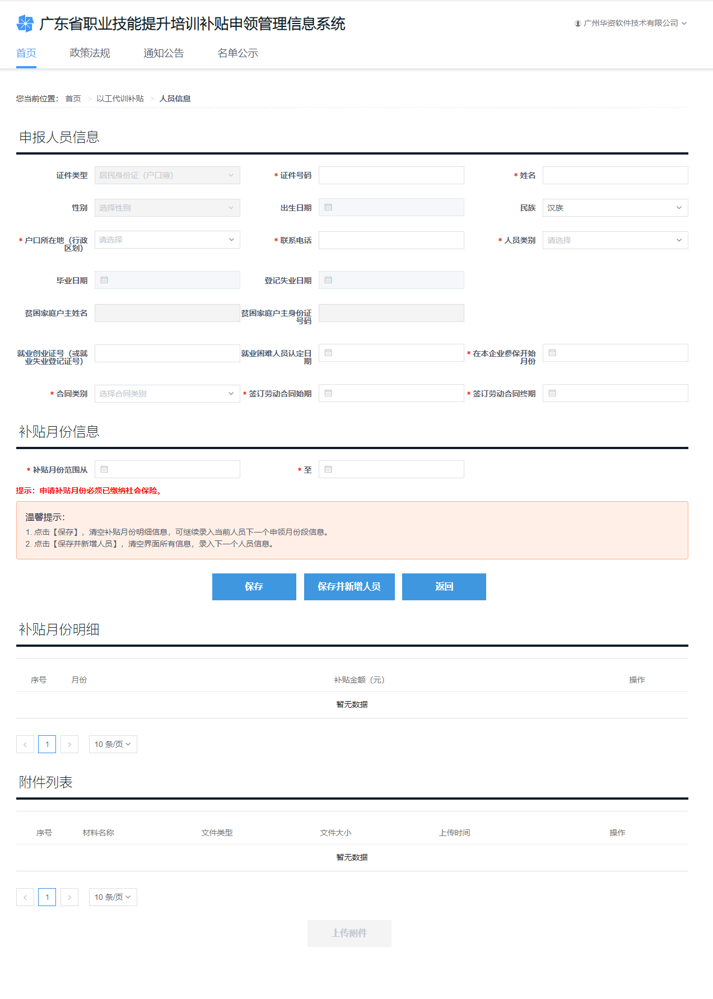 广东省职业技能提升培训补贴申领管理信息系统
广州华资软件技术有限公司
首页 政策法规 通知公告 名单公示
您当前位置： 首页 > 以工代训补贴 > 人员信息
申报人员信息
证件类型 居民身份证（户口薄） * 证件号码 * 姓名
性别 选择性别 出生日期 民族 汉族
* 户口所在地（行政区划） 请选择 * 联系电话 * 人员类别 请选择
毕业日期 登记失业日期
贫困家庭户主姓名 贫困家庭户主身份证号码
就业创业证号（或就业失业登记证号） 就业困难人员认定日期 * 在本企业参保开始月份
* 合同类别 选择合同类别 * 签订劳动合同始期 * 签订劳动合同终期
补贴月份信息
* 补贴月份范围从 * 至
提示：申请补贴月份必须已缴纳社会保险。
温馨提示：
1. 点击【保存】，清空补贴月份明细信息，可继续录入当前人员下一个申领月份段信息。
2. 点击【保存并新增人员】，清空界面所有信息，录入下一个人员信息。
保存 保存并新增人员 返回
补贴月份明细
序号 月份 补贴金额（元） 操作
暂无数据
< 1 > 10 条/页
附件列表
序号 材料名称 文件类型 文件大小 上传时间 操作
暂无数据
< 1 > 10 条/页
上传附件